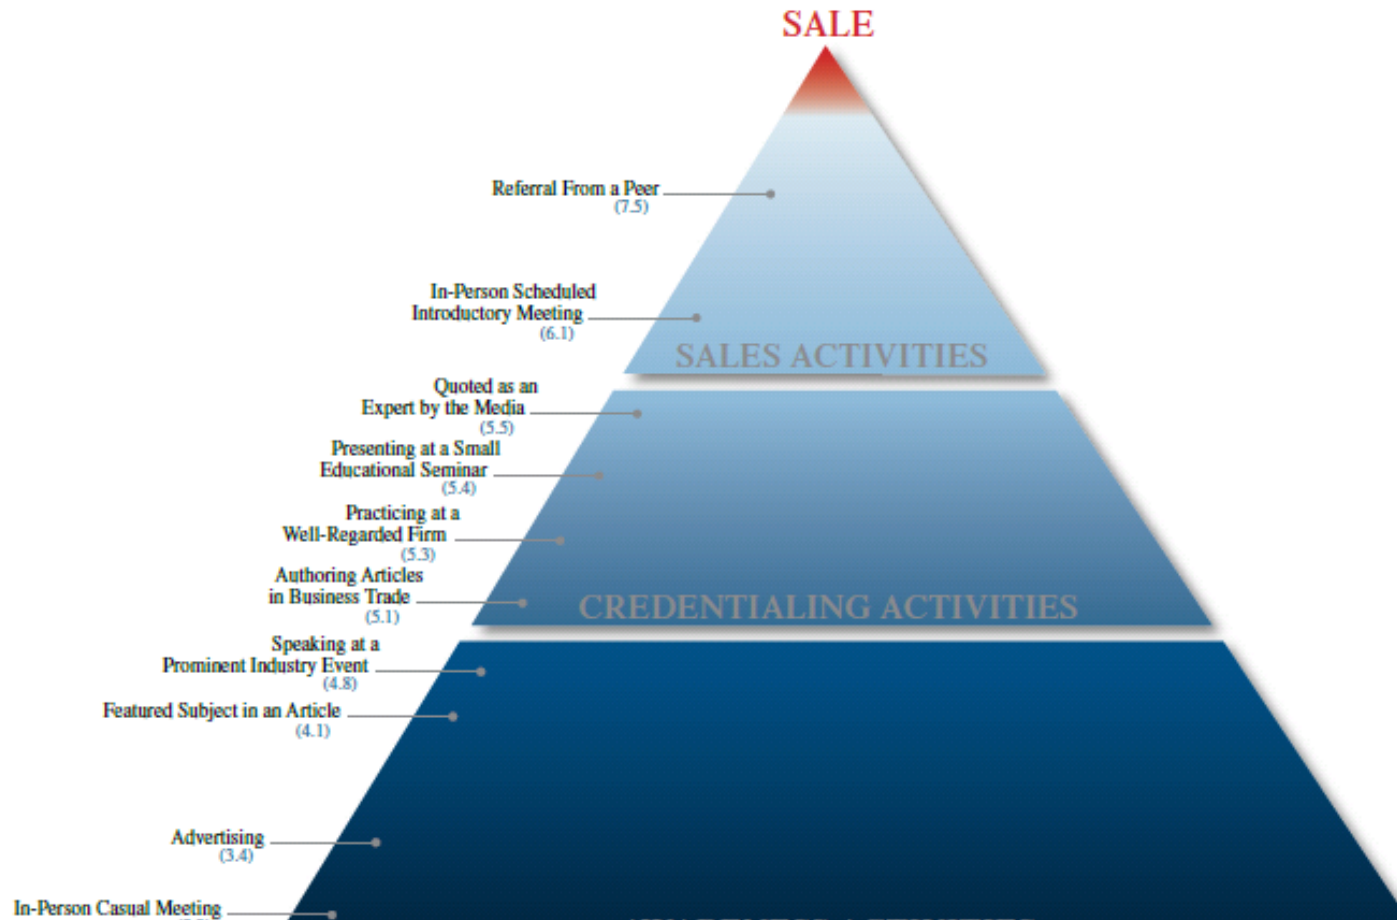 SALE
Referral From a Peer
(7.5)
In-Person Scheduled
Introductory Meeting
(6.1)
SALES ACTIVITIES
Quoted as an
Expert by the Media
(5.5)
Presenting at a Small
Educational Seminar
(5.4)
Practicing at a
Well-Regarded Firm
(5.3)
Authoring Articles
in Business Trade
(5.1)
CREDENTIALING ACTIVITIES
Speaking at a
Prominent Industry Event
(4.8)
Featured Subject in an Article
(4.1)
Advertising
(3.4)
In-Person Casual Meeting